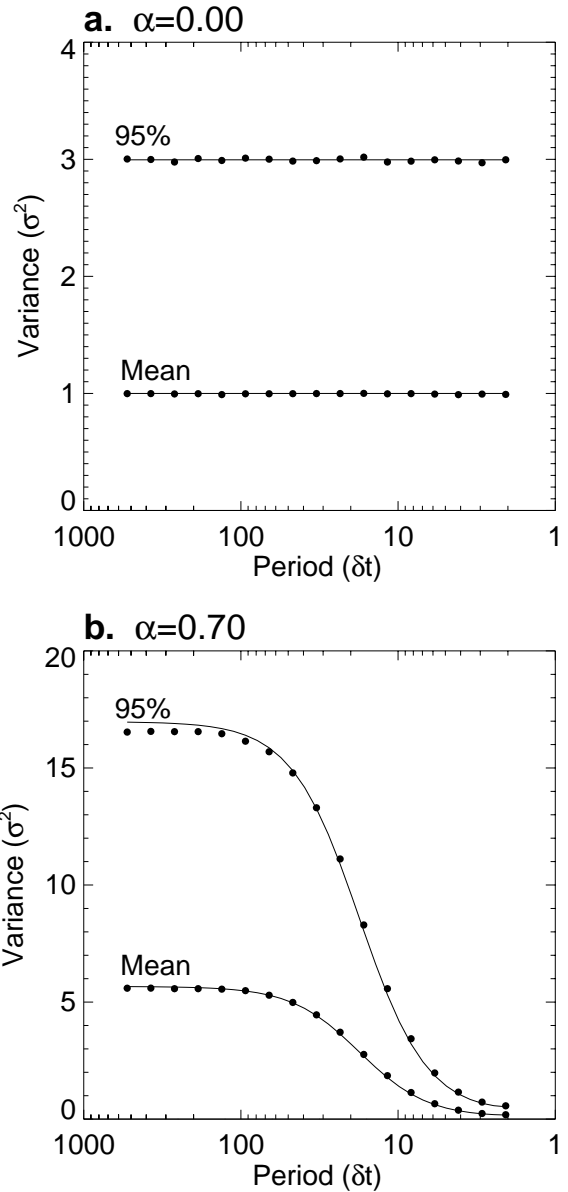 a. α=0.00
4
95%
3
Variance (σ²)
2
Mean
1
0
1000 100 10 1
Period (δt)
b. α=0.70
20
95%
15
Variance (σ²)
10
Mean
5
0
1000 100 10 1
Period (δt)